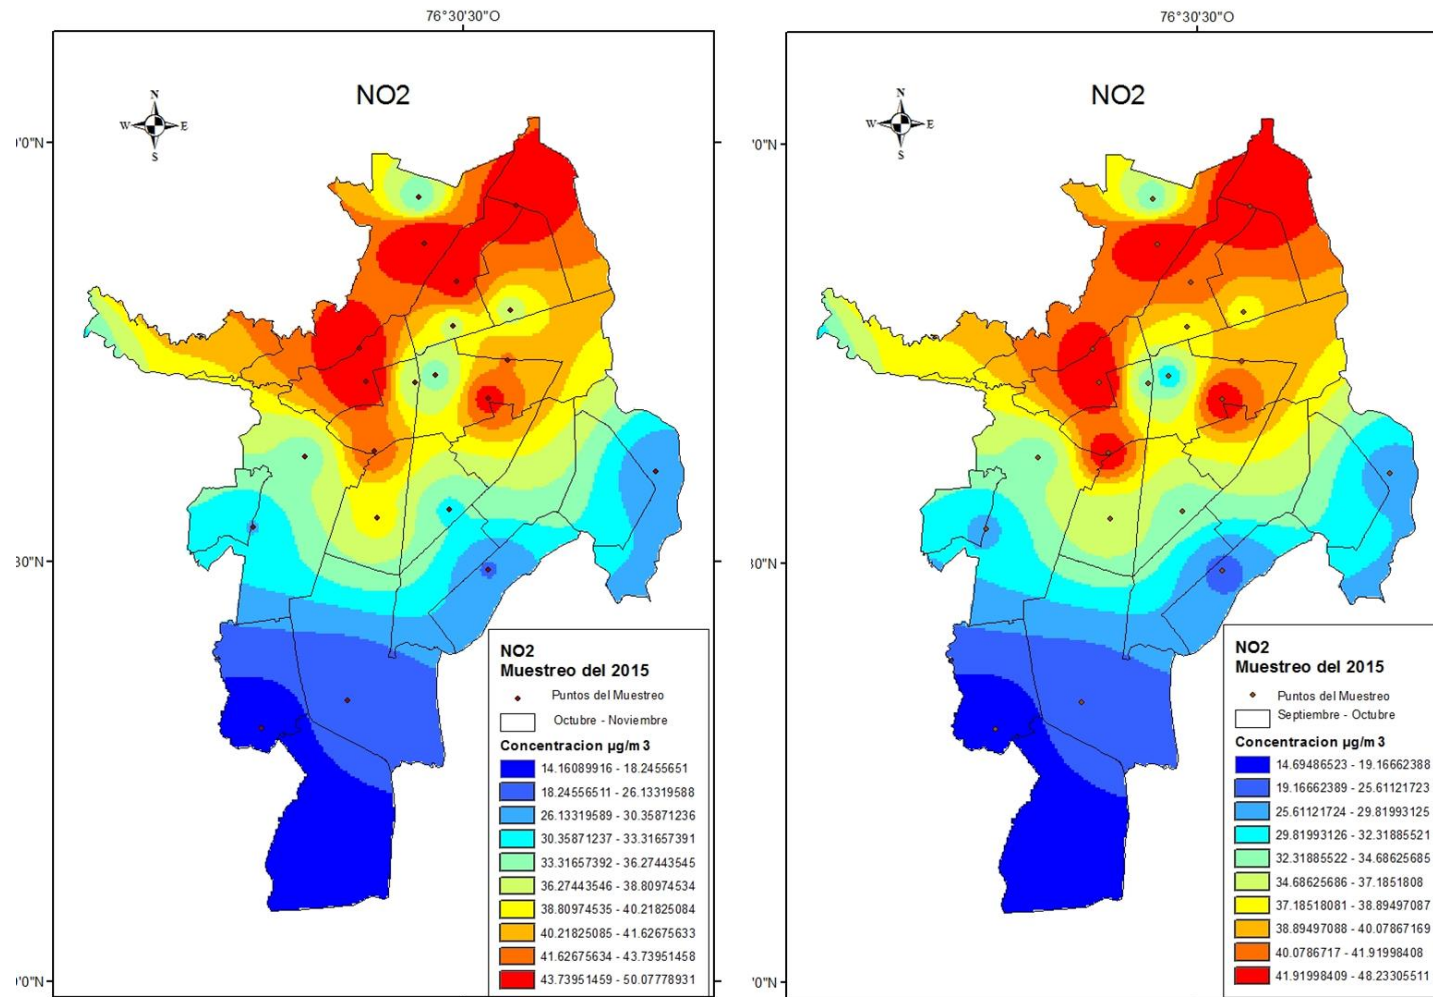 76°30'30"O
NO2
N
W E
S
0'0"N
30"N
0'0"N
NO2
Muestreo del 2015
Puntos del Muestreo
Octubre - Noviembre
Concentracion µg/m 3
14.16089916 - 18.2455651
18.24556511 - 26.13319588
26.13319589 - 30.35871236
30.35871237 - 33.31657391
33.31657392 - 36.27443545
36.27443546 - 38.80974534
38.80974535 - 40.21825084
40.21825085 - 41.62675633
41.62675634 - 43.73951458
43.73951459 - 50.07778931
76°30'30"O
NO2
N
W E
S
'0"N
30"N
'0"N
NO2
Muestreo del 2015
Puntos del Muestreo
Septiembre - Octubre
Concentracion µg/m 3
14.69486523 - 19.16662388
19.16662389 - 25.61121723
25.61121724 - 29.81993125
29.81993126 - 32.31885521
32.31885522 - 34.68625685
34.68625686 - 37.1851808
37.18518081 - 38.89497087
38.89497088 - 40.07867169
40.0786717 - 41.91998408
41.91998409 - 48.23305511